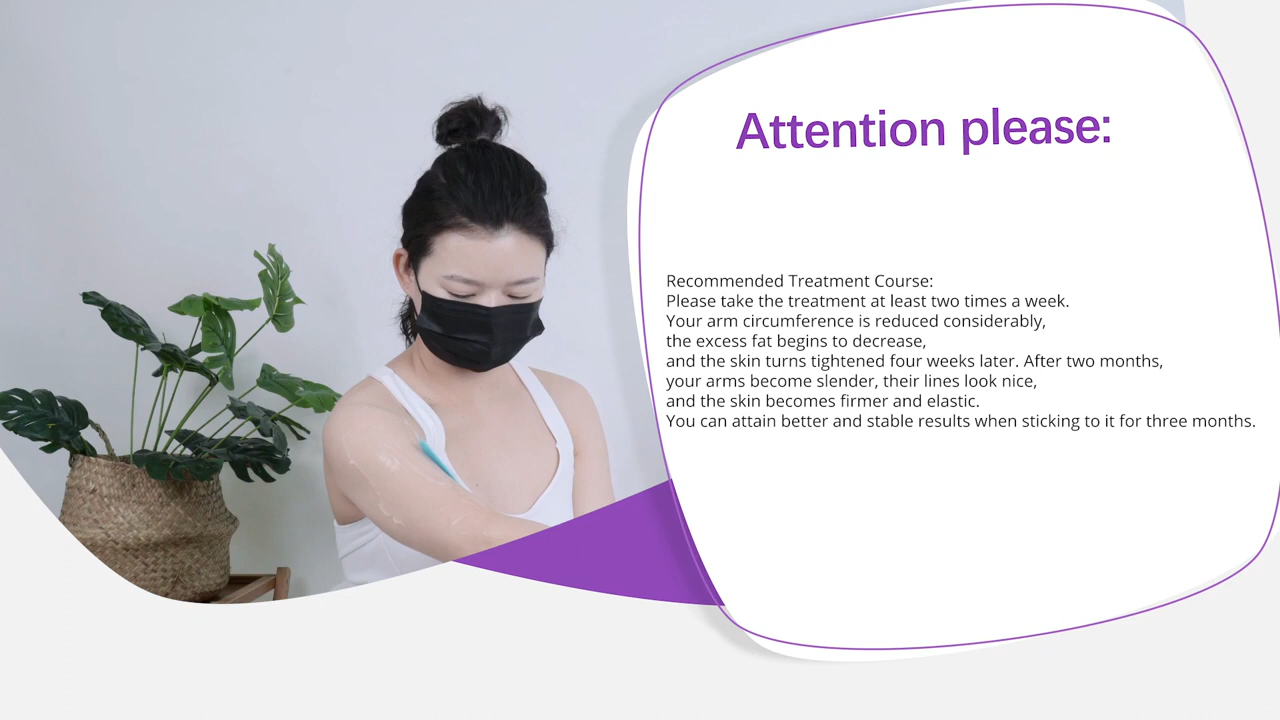 Attention please:
Recommended Treatment Course:
Please take the treatment at least two times a week.
Your arm circumference is reduced considerably,
the excess fat begins to decrease,
and the skin turns tightened four weeks later. After two months,
your arms become slender, their lines look nice,
and the skin becomes firmer and elastic.
You can attain better and stable results when sticking to it for three months.